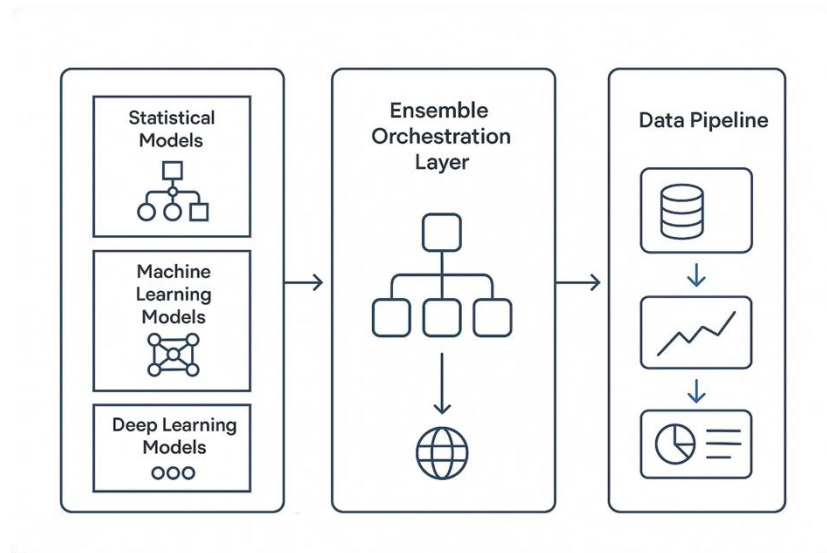 Statistical
Models
Machine
Learning
Models
Deep Learning
Models
Ensemble
Orchestration
Layer
Data Pipeline